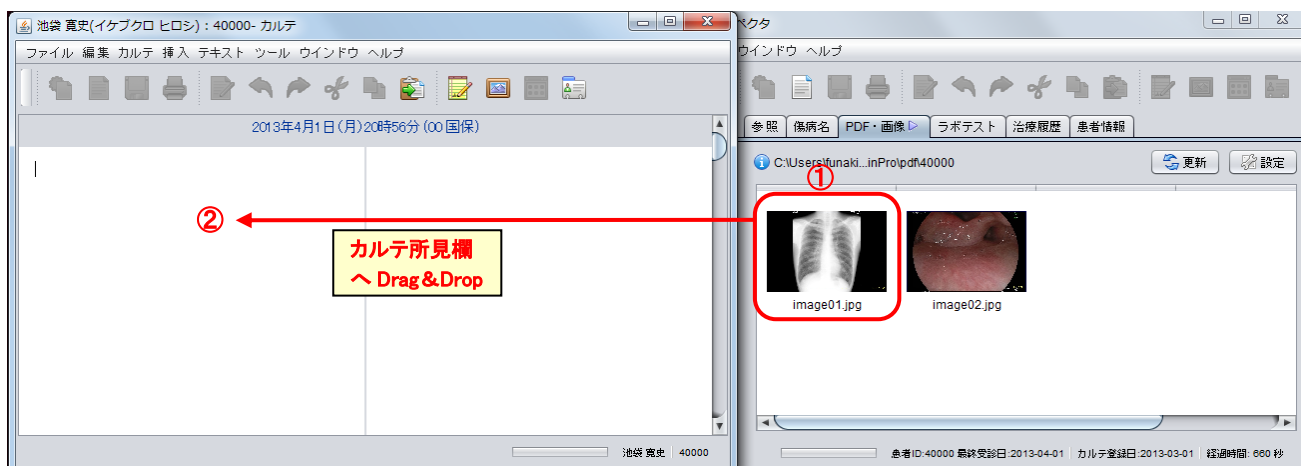 池袋 寛史(イケブクロ ヒロシ) : 40000- カルテ
ファイル 編集 カルテ 挿入 テキスト ツール ウインドウ ヘルプ
2013年4月1日(月)20時56分 (00 国保)
②
カルテ所見欄
へ Drag&Drop
池袋 寛史 40000
ペクタ
ウインドウ ヘルプ
参照 傷病名 PDF・画像 ラボテスト 治療履歴 患者情報
C:\Users\funaki...inPro\pdf\40000 更新 設定
①
image01.jpg image02.jpg
患者ID:40000 最終受診日:2013-04-01 カルテ登録日:2013-03-01 経過時間: 660 秒